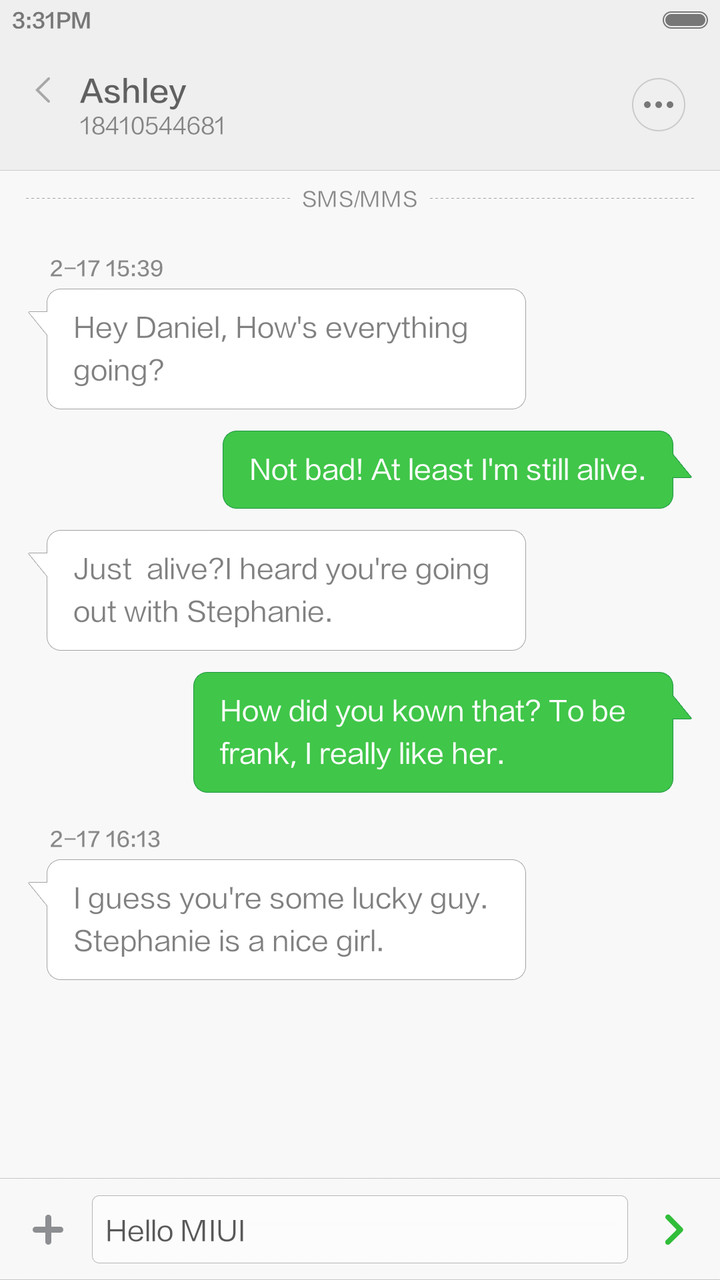 3:31PM
Ashley
18410544681
SMS/MMS
2-17 15:39
Hey Daniel, How's everything
going?
Not bad! At least I'm still alive.
Just  alive?I heard you're going
out with Stephanie.
How did you kown that? To be
frank, I really like her.
2-17 16:13
I guess you're some lucky guy.
Stephanie is a nice girl.
Hello MIUI